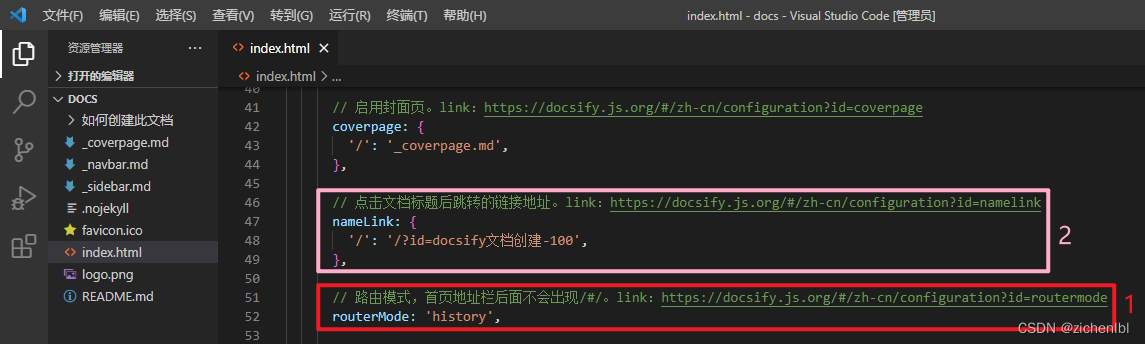 文件(F) 编辑(E) 选择(S) 查看(V) 转到(G) 运行(R) 终端(T) 帮助(H) index.html - docs - Visual Studio Code [管理员]
资源管理器 ··· index.html
打开的编辑器 index.html > ...
DOCS
如何创建此文档
_coverpage.md
_navbar.md
_sidebar.md
.nojekyll
favicon.ico
index.html
logo.png
README.md
40
41 // 启用封面页。link: https://docsify.js.org/#/zh-cn/configuration?id=coverpage
42 coverpage: {
43 '/': '_coverpage.md',
44 },
45
46 // 点击文档标题后跳转的链接地址。link: https://docsify.js.org/#/zh-cn/configuration?id=namelink
47 nameLink: {
48 '/': '/?id=docsify文档创建-100',
49 },
2
50
51 // 路由模式，首页地址栏后面不会出现/#/。link: https://docsify.js.org/#/zh-cn/configuration?id=routermode
52 routerMode: 'history',
1
53
CSDN @zichenlbl